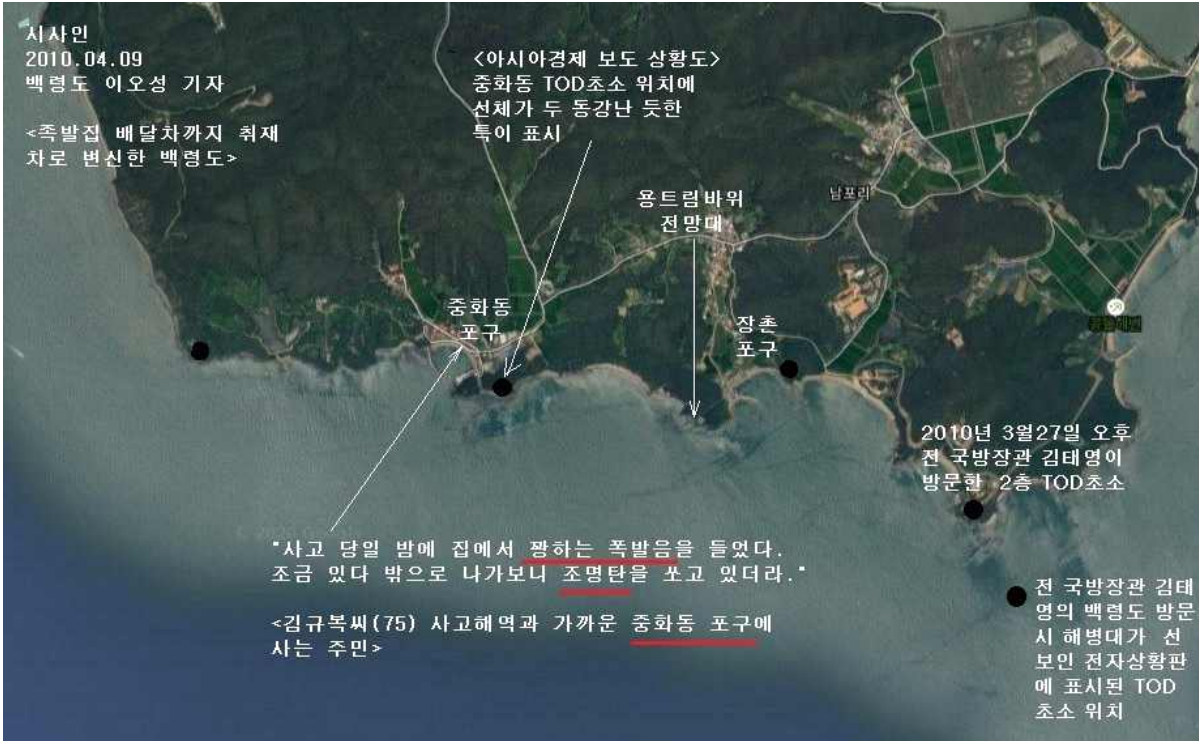 시사인
2010.04.09
백령도 이오성 기자
<족발집 배달차까지 취재
차로 변신한 백령도>
<아시아경제 보도 상황도>
중화동 TOD초소 위치에
선체가 두 동강난 듯한
특이 표시
용트림바위
전망대
남포리
중화동
포구
장촌
포구
콩돌해변
2010년 3월27일 오후
전 국방장관 김태영이
방문한 2층 TOD초소
"사고 당일 밤에 집에서 꽝하는 폭발음을 들었다.
조금 있다 밖으로 나가보니 조명탄을 쏘고 있더라."
<김규복씨(75) 사고해역과 가까운 중화동 포구에
사는 주민>
전 국방장관 김태
영의 백령도 방문
시 해병대가 선
보인 전자상황판
에 표시된 TOD
초소 위치